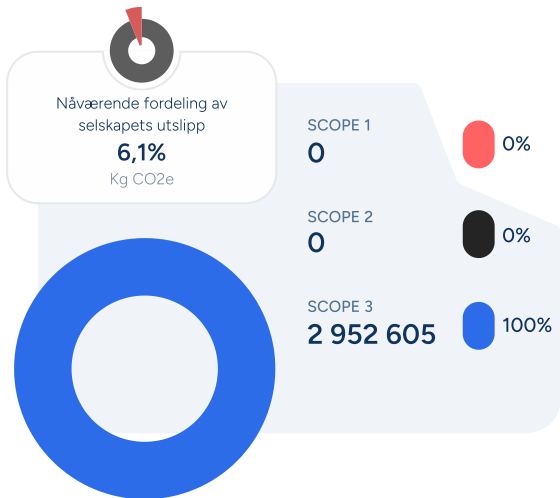 Nåværende fordeling av
selskapets utslipp
6,1%
Kg CO2e
SCOPE 1
0
0%
SCOPE 2
0
0%
SCOPE 3
2 952 605
100%